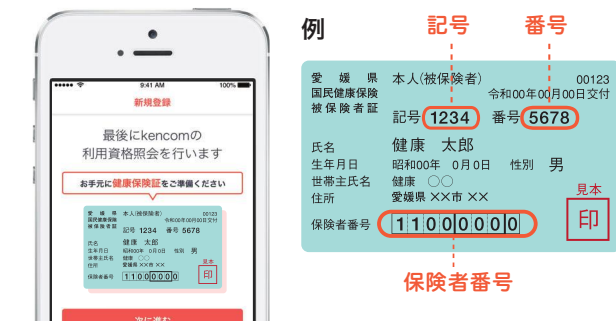 9:41 AM
100%
新規登録
最後にkencomの
利用資格照会を行います
お手元に健康保険証をご準備ください
愛媛県 本人(被保険者) 00123
国民健康保険 令和00年00月00日交付
被保険者証
記号 1234 番号 5678
氏名 健康 太郎
生年月日 昭和00年 0月0日 性別 男
世帯主氏名 健康 〇〇
住所 愛媛県 ××市 ××
見本
保険者番号 11000000 印
次に進む
例
記号 番号
愛媛県 本人(被保険者) 00123
国民健康保険 令和00年00月00日交付
被保険者証
記号 1234 番号 5678
氏名 健康 太郎
生年月日 昭和00年 0月0日 性別 男
世帯主氏名 健康 〇〇
住所 愛媛県 ××市 ××
見本
保険者番号 11000000 印
保険者番号